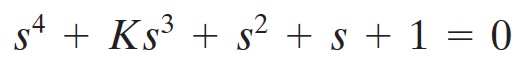 s⁴ + Ks³ + s² + s + 1 = 0